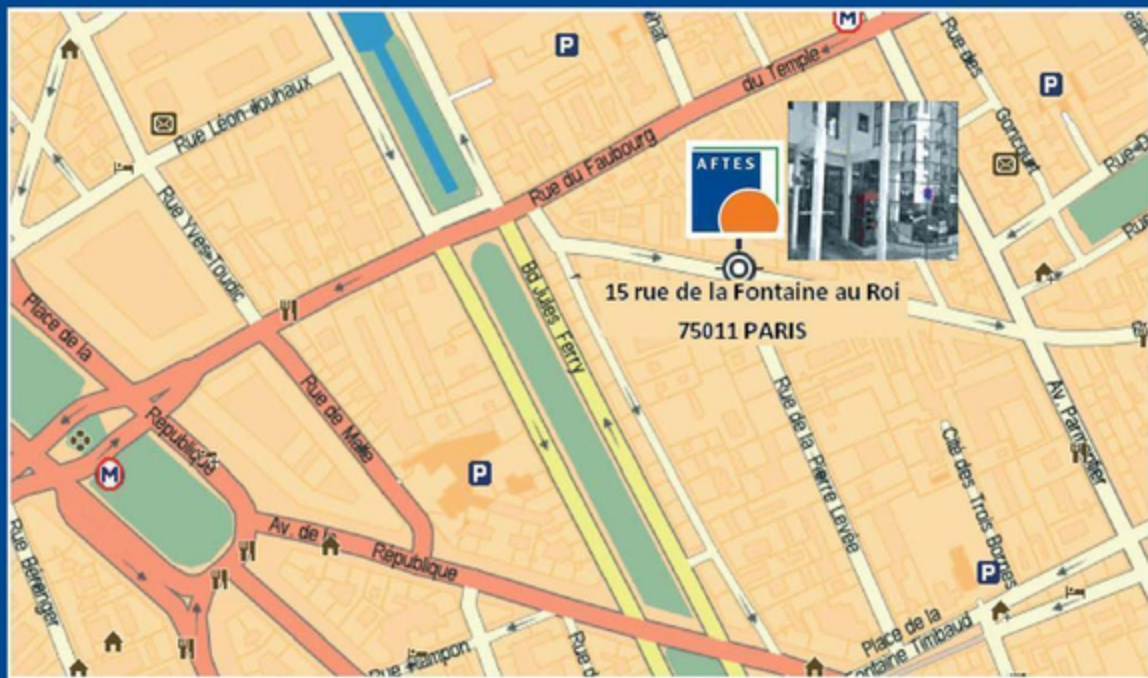 M
P
P
Rue des
Goncourt
du Temple
Rue Léon-Jouhaux
Rue du Faubourg
AFTES
Rue Yves-Toudic
Place de la
République
Bd Jules Ferry
15 rue de la Fontaine au Roi
75011 PARIS
Rue de Malte
Rue de la Pierre Levée
Av. Parmentier
Cité des Trois Bornes
M
P
P
Av. de la
République
Rue Béranger
Place de la
Fontaine Timbaud
Rue Rampon